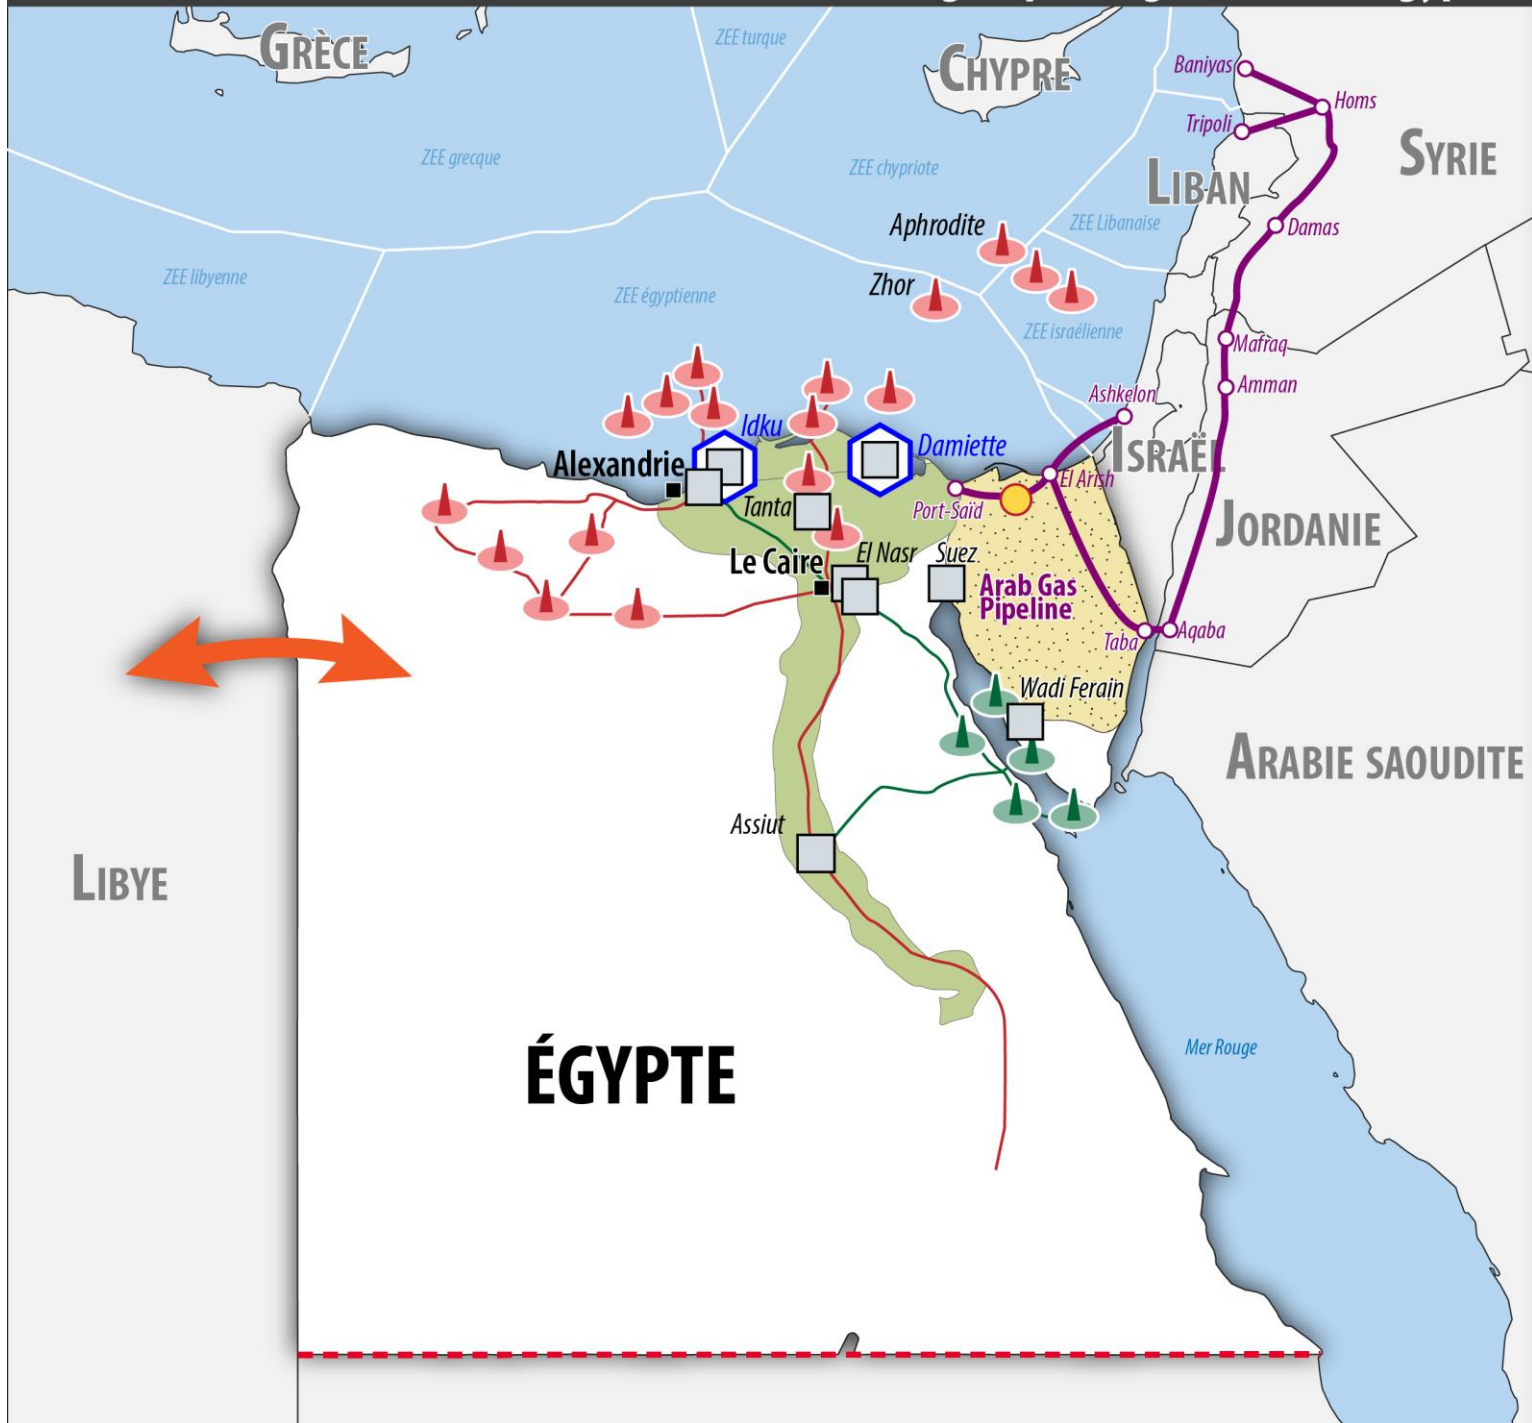 GRÈCE
ZEE turque
CHYPRE
Baniyas
Homs
Tripoli
SYRIE
ZEE grecque
ZEE chypriote
LIBAN
Aphrodite
ZEE Libanaise
Damas
ZEE libyenne
Zhor
ZEE égyptienne
ZEE israélienne
Mafraq
Ashkelon
Amman
Idku
Damiette
ISRAËL
Alexandrie
El Arish
Tanta
Port-Saïd
JORDANIE
Le Caire
El Nasr
Suez
Arab Gas
Pipeline
Taba
Aqaba
Wadi Ferain
ARABIE SAOUDITE
Assiut
LIBYE
ÉGYPTE
Mer Rouge